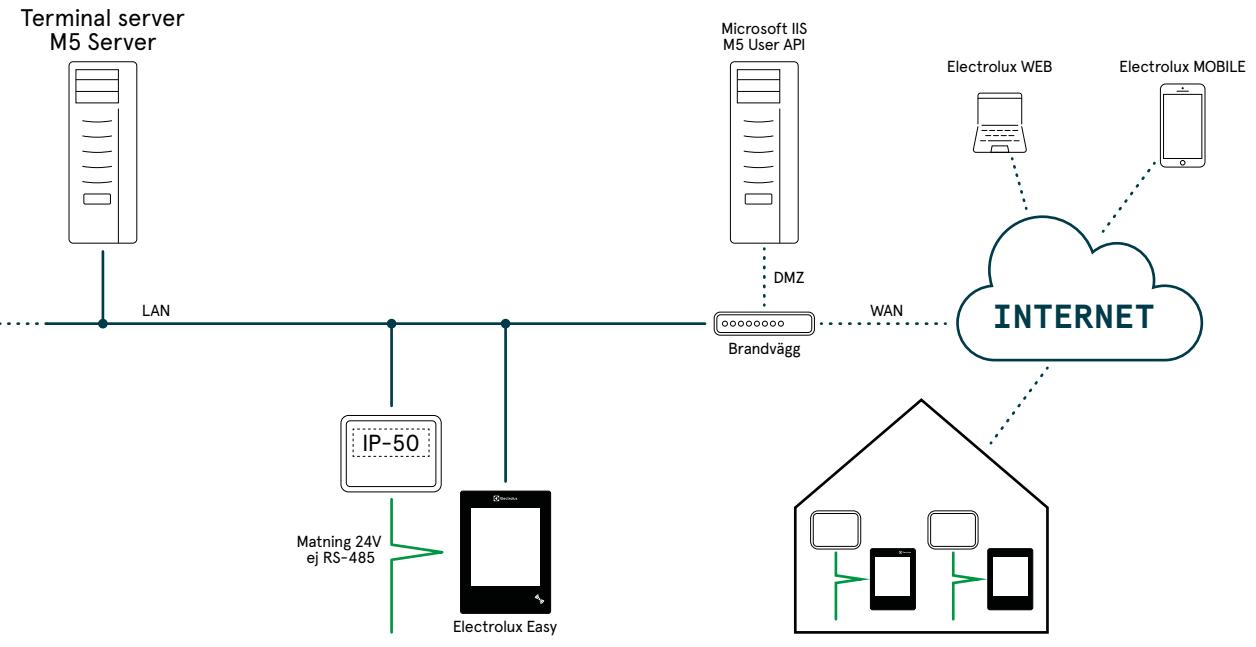 Terminal server
M5 Server
Microsoft IIS
M5 User API
Electrolux WEB
Electrolux MOBILE
DMZ
LAN
WAN
INTERNET
Brandvägg
IP-50
Electrolux
Matning 24V
ej RS-485
Electrolux Easy